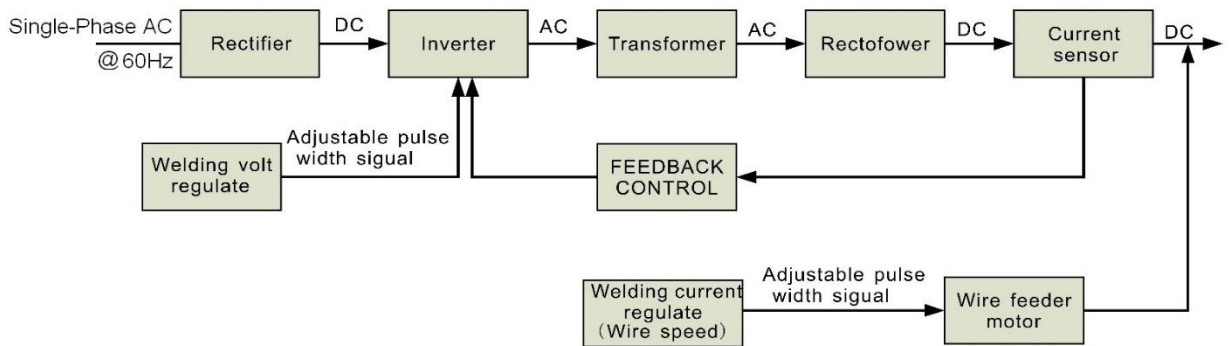 Single-Phase AC
@60Hz
Rectifier
DC
Inverter
AC
Transformer
AC
Rectofower
DC
Current
sensor
DC
Welding volt
regulate
Adjustable pulse
width sigual
FEEDBACK
CONTROL
Welding current
regulate
(Wire speed)
Adjustable pulse
width sigual
Wire feeder
motor